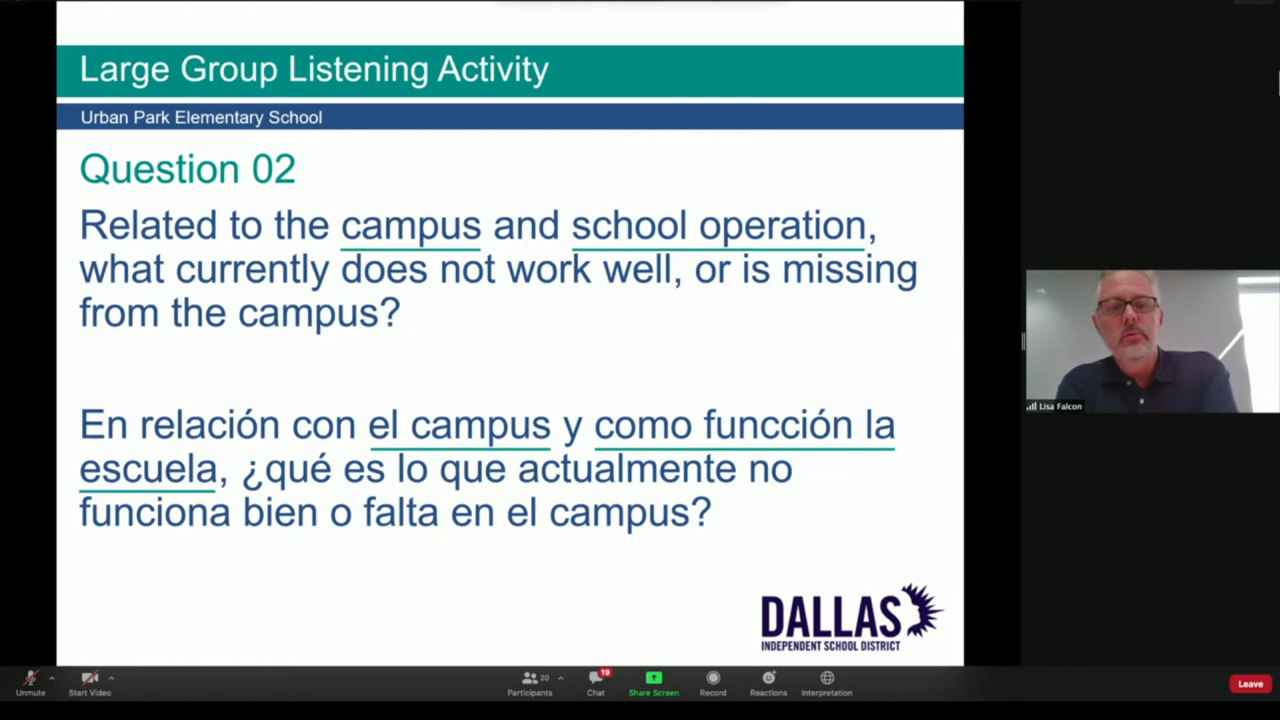 Large Group Listening Activity
Urban Park Elementary School
Question 02
Related to the campus and school operation,
what currently does not work well, or is missing
from the campus?
En relación con el campus y como funcción la
escuela, ¿qué es lo que actualmente no
funciona bien o falta en el campus?
DALLAS
INDEPENDENT SCHOOL DISTRICT
Lisa Falcon
Unmute
Start Video
Participants
20
Chat
19
Share Screen
Record
Reactions
Interpretation
Leave